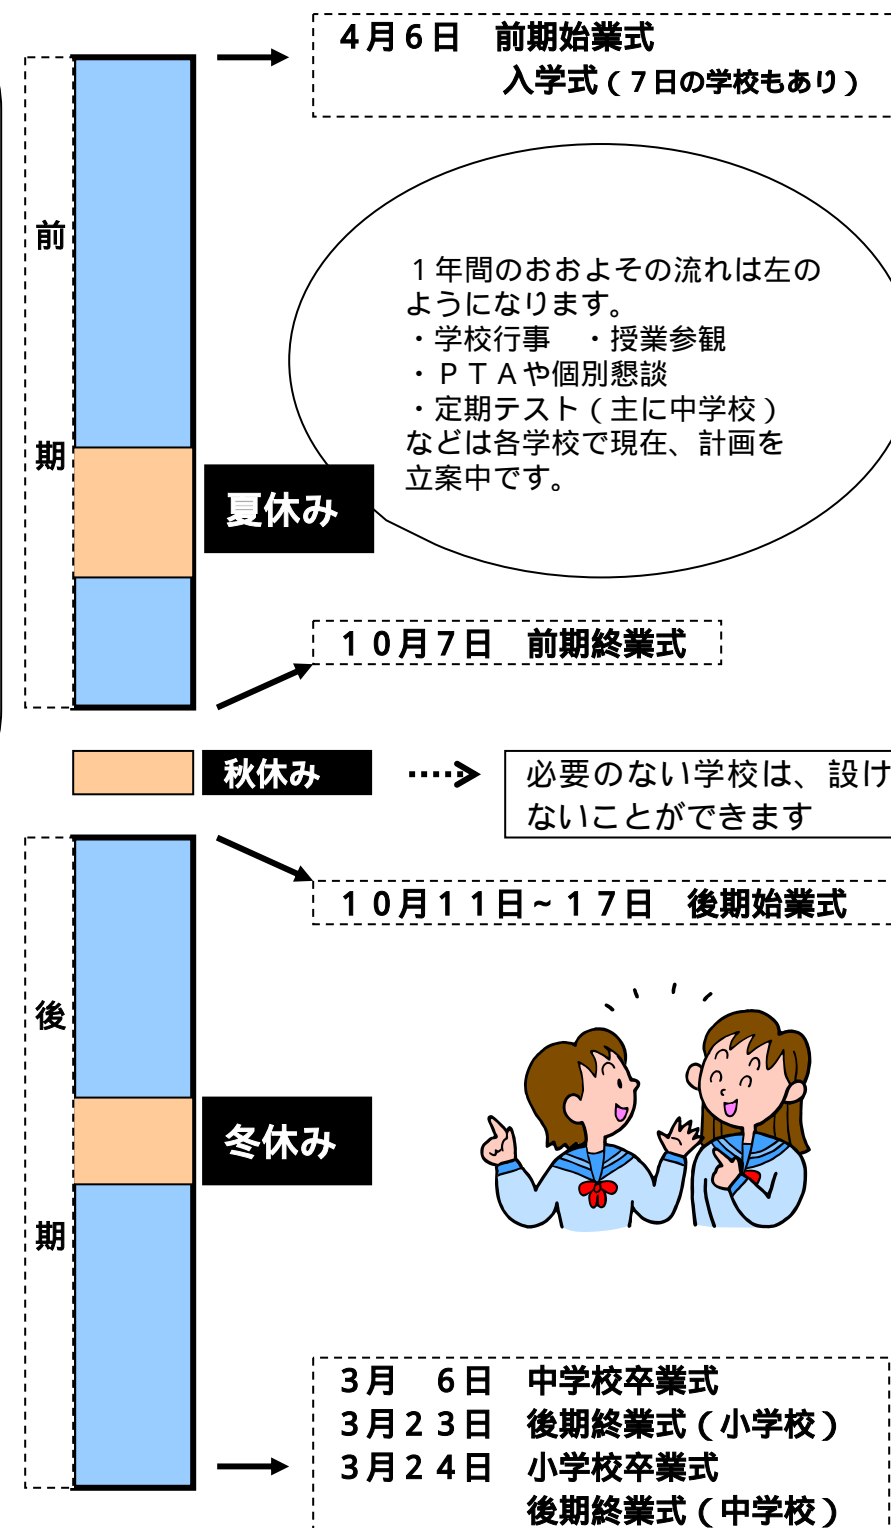 4月6日　前期始業式
入学式（7日の学校もあり）
前
期
1年間のおおよその流れは左の
ようになります。
・学校行事　・授業参観
・PTAや個別懇談
・定期テスト（主に中学校）
などは各学校で現在、計画を
立案中です。
夏休み
10月7日　前期終業式
秋休み
必要のない学校は、設け
ないことができます
10月11日~17日　後期始業式
後
期
冬休み
3月　6日　中学校卒業式
3月23日　後期終業式（小学校）
3月24日　小学校卒業式
後期終業式（中学校）